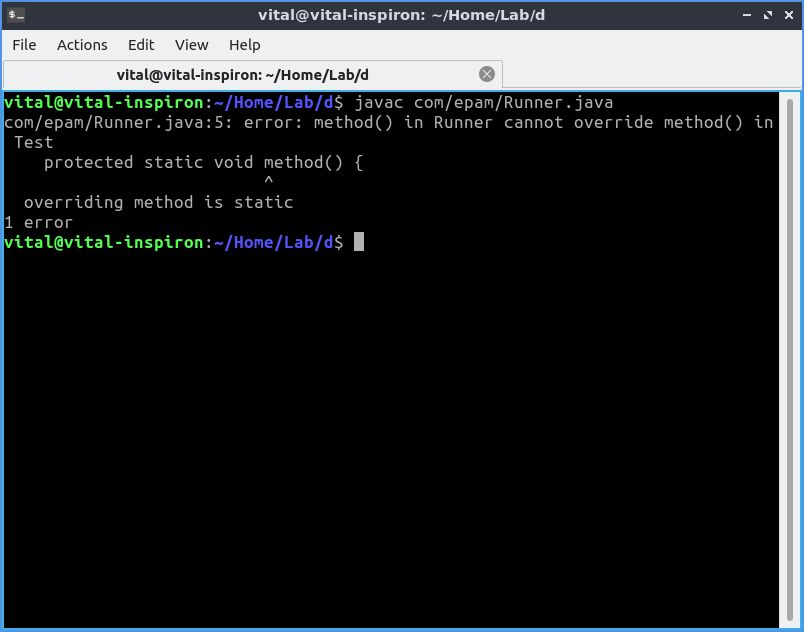 vital@vital-inspiron: ~/Home/Lab/d
File Actions Edit View Help
vital@vital-inspiron: ~/Home/Lab/d
vital@vital-inspiron:~/Home/Lab/d$ javac com/epam/Runner.java
com/epam/Runner.java:5: error: method() in Runner cannot override method() in
 Test
    protected static void method() {
                          ^
  overriding method is static
1 error
vital@vital-inspiron:~/Home/Lab/d$